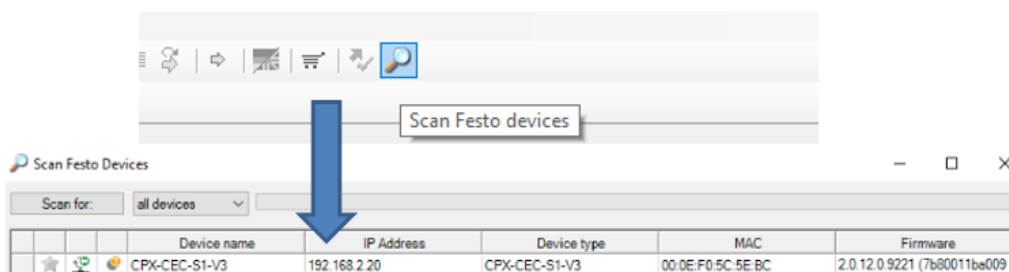 Scan Festo devices
Scan Festo Devices
Scan for: all devices
Device name IP Address Device type MAC Firmware
CPX-CEC-S1-V3 192.168.2.20 CPX-CEC-S1-V3 00:0E:F0:5C:5E:BC 2.0.12.0.9221 (7b80011ba009